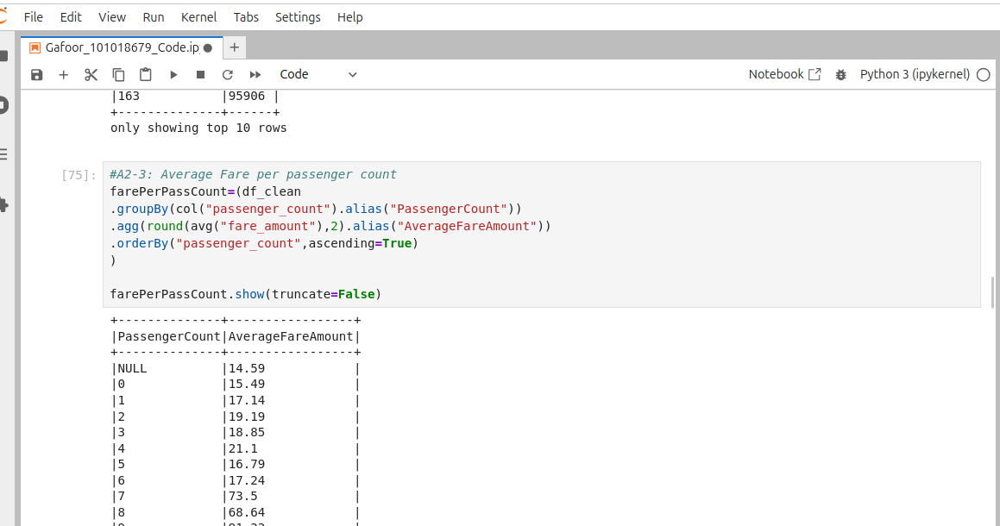 File Edit View Run Kernel Tabs Settings Help
Gafoor_101018679_Code.ip
Code Notebook Python 3 (ipykernel)
|163           |95906 |
+--------------+------+
only showing top 10 rows
[75]: #A2-3: Average Fare per passenger count
farePerPassCount=(df_clean
.groupBy(col("passenger_count").alias("PassengerCount"))
.agg(round(avg("fare_amount"),2).alias("AverageFareAmount"))
.orderBy("passenger_count",ascending=True)
)
farePerPassCount.show(truncate=False)
+--------------+-----------------+
|PassengerCount|AverageFareAmount|
+--------------+-----------------+
|NULL          |14.59            |
|0             |15.49            |
|1             |17.14            |
|2             |19.19            |
|3             |18.85            |
|4             |21.1             |
|5             |16.79            |
|6             |17.24            |
|7             |73.5             |
|8             |68.64            |